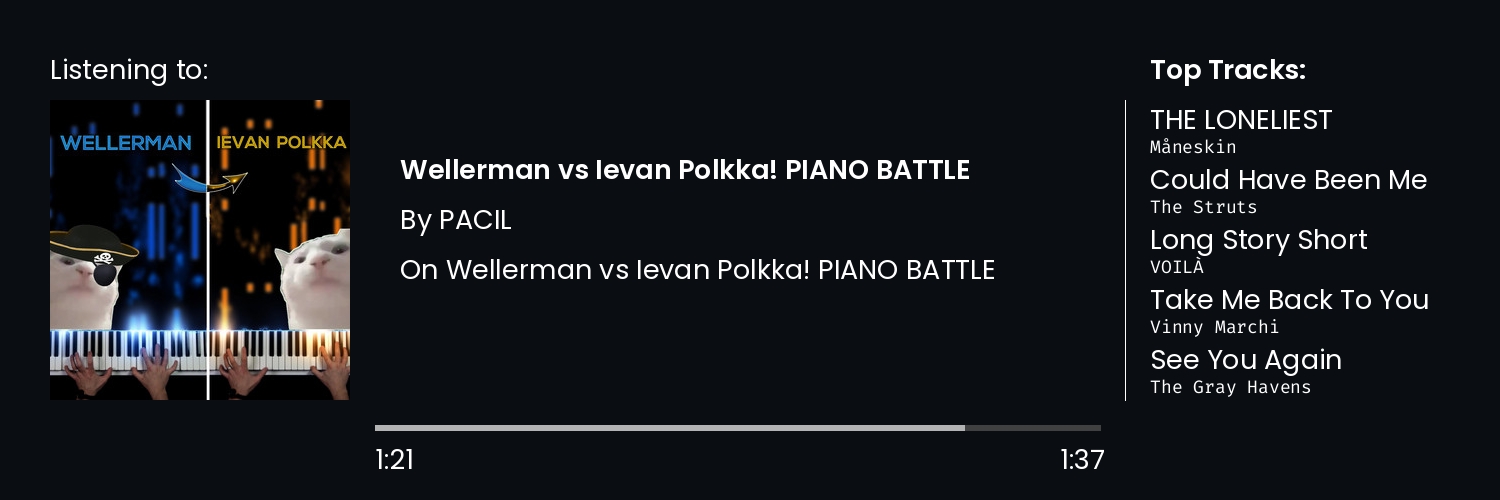 Listening to:
WELLERMAN
IEVAN POLKKA
Wellerman vs Ievan Polkka! PIANO BATTLE
By PACIL
On Wellerman vs Ievan Polkka! PIANO BATTLE
1:21
1:37
Top Tracks:
THE LONELIEST
Måneskin
Could Have Been Me
The Struts
Long Story Short
VOILÀ
Take Me Back To You
Vinny Marchi
See You Again
The Gray Havens